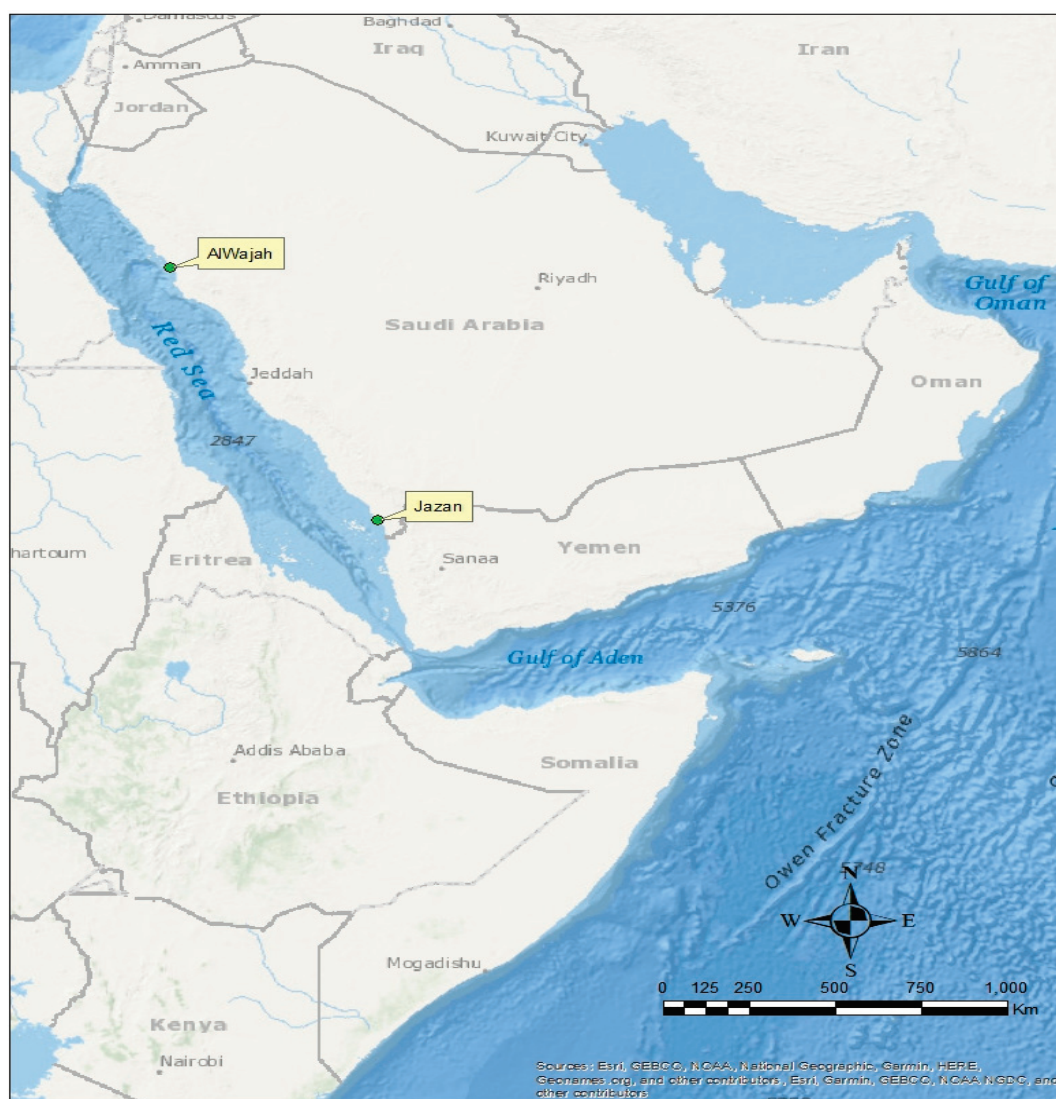 Damascus
Baghdad
Iraq
Iran
Amman
Jordan
Kuwait City
AlWajah
Riyadh
Gulf of
Oman
Saudi Arabia
Red Sea
Jeddah
Oman
2847
Jazan
hartoum
Eritrea
Sanaa
Yemen
5376
Gulf of Aden
5864
Addis Ababa
Somalia
Ethiopia
Owen Fracture Zone
5748
N
W
E
S
Mogadishu
0 125 250 500 750 1,000
Km
Kenya
Nairobi
Sources: Esri, GEBCO, NOAA, National Geographic, Garmin, HERE,
Geonames.org, and other contributors, Esri, Garmin, GEBCO, NOAA NGDC, and
other contributors